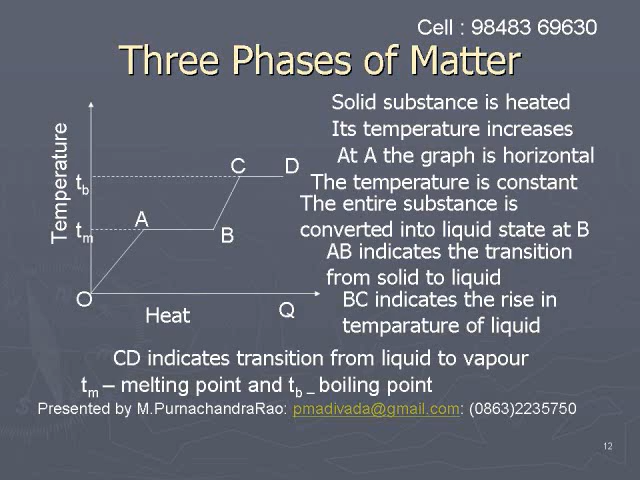 Cell : 98483 69630
Three Phases of Matter
Temperature
tb
tm
O
A
B
C
D
Heat
Q
Solid substance is heated
Its temperature increases
At A the graph is horizontal
The temperature is constant
The entire substance is
converted into liquid state at B
AB indicates the transition
from solid to liquid
BC indicates the rise in
temparature of liquid
CD indicates transition from liquid to vapour
tm – melting point and tb – boiling point
Presented by M.PurnachandraRao: pmadivada@gmail.com: (0863)2235750
12